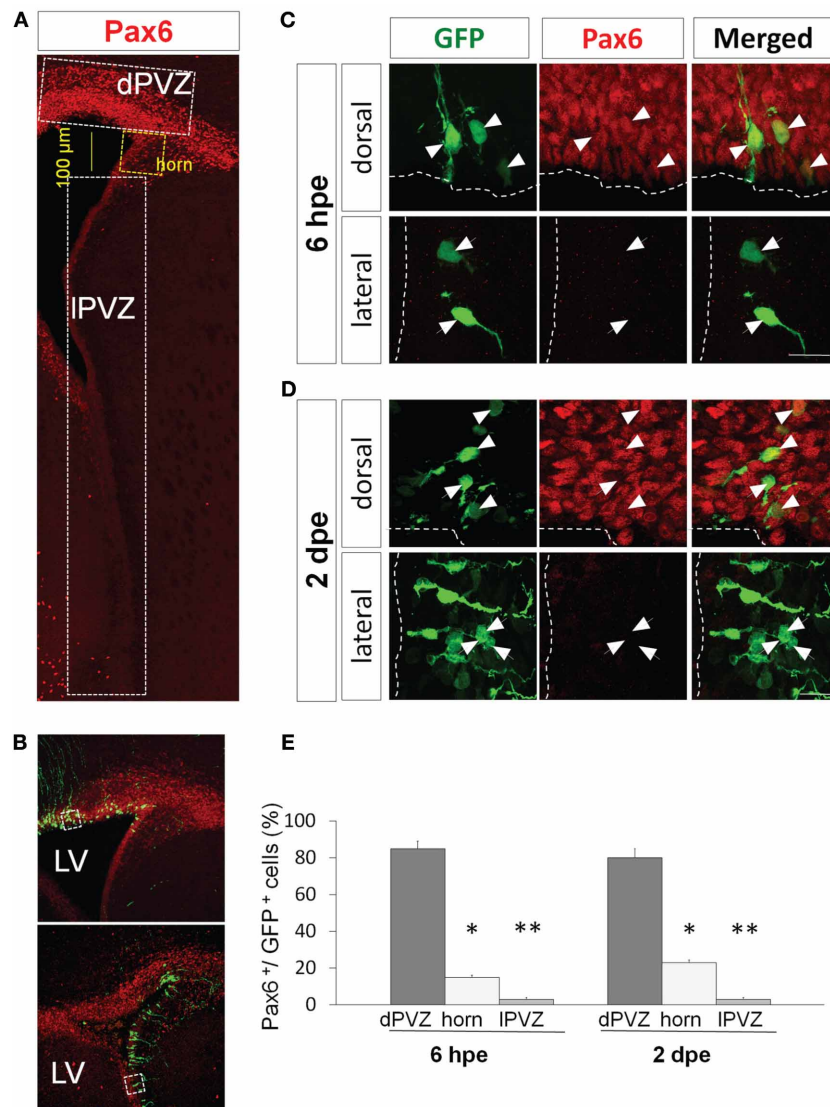 A
Pax6
dPVZ
100 µm
horn
lPVZ
B
LV
LV
C
GFP
Pax6
Merged
6 hpe
dorsal
lateral
D
2 dpe
dorsal
lateral
E
Pax6 +/ GFP + cells (%)
100
80
60
40
20
0
* ** * **
dPVZ horn lPVZ dPVZ horn lPVZ
6 hpe 2 dpe